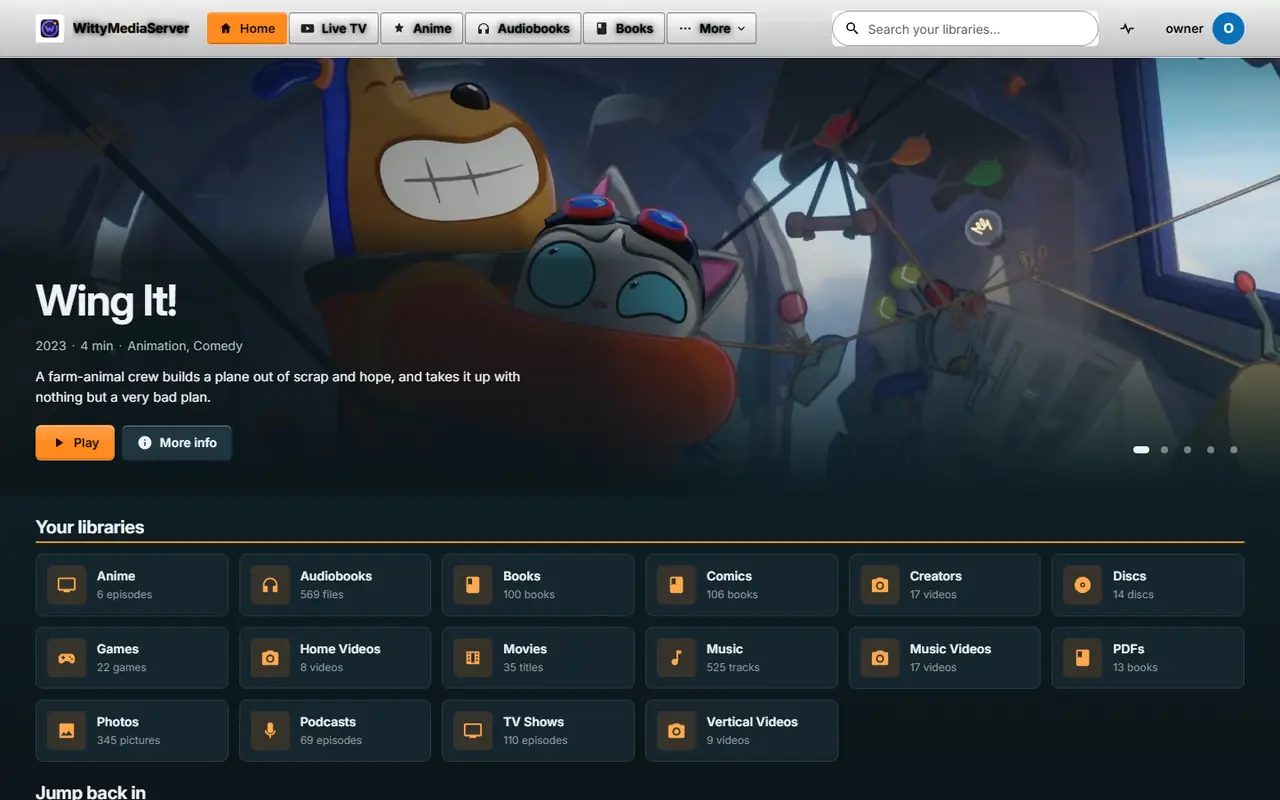 WittyMediaServer
Home
Live TV
Anime
Audiobooks
Books
More
Search your libraries...
owner
O
Wing It!
2023 · 4 min · Animation, Comedy
A farm-animal crew builds a plane out of scrap and hope, and takes it up with
nothing but a very bad plan.
Play
More info
Your libraries
Anime
6 episodes
Audiobooks
569 files
Books
100 books
Comics
106 books
Creators
17 videos
Discs
14 discs
Games
22 games
Home Videos
8 videos
Movies
35 titles
Music
525 tracks
Music Videos
17 videos
PDFs
13 books
Photos
345 pictures
Podcasts
69 episodes
TV Shows
110 episodes
Vertical Videos
9 videos
Jump back in